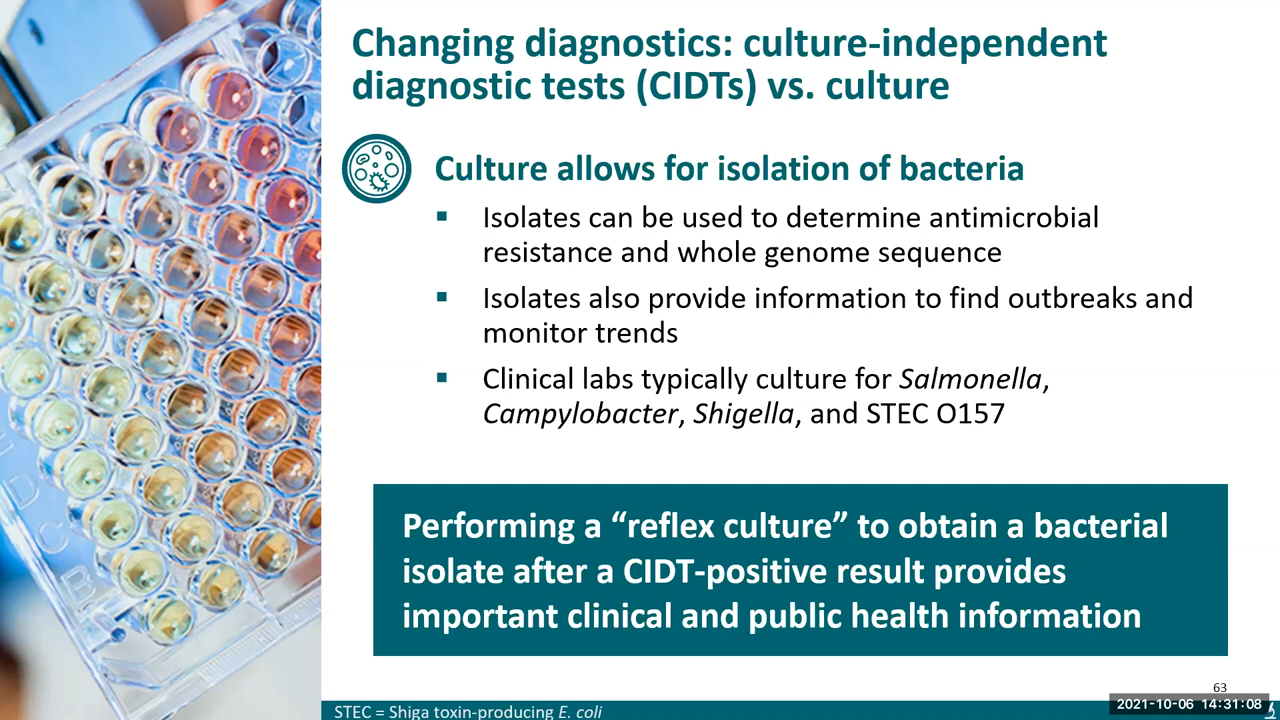 Changing diagnostics: culture-independent
diagnostic tests (CIDTs) vs. culture
Culture allows for isolation of bacteria
▪ Isolates can be used to determine antimicrobial
resistance and whole genome sequence
▪ Isolates also provide information to find outbreaks and
monitor trends
▪ Clinical labs typically culture for Salmonella,
Campylobacter, Shigella, and STEC O157
Performing a “reflex culture” to obtain a bacterial
isolate after a CIDT-positive result provides
important clinical and public health information
63
STEC = Shiga toxin-producing E. coli
2021-10-06 14:31:08
D
C
B